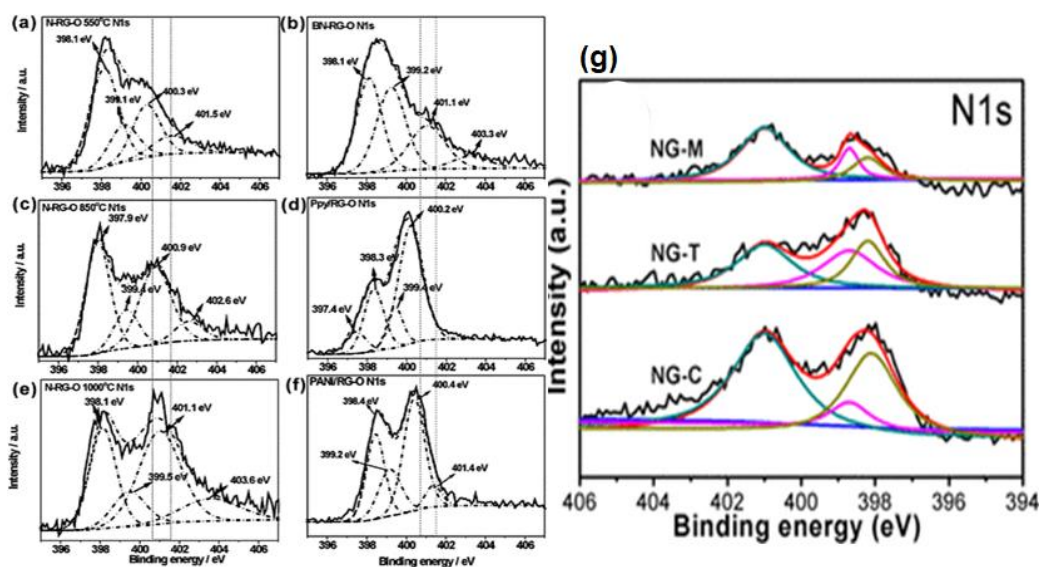 (a) N-RG-O 550°C N1s
398.1 eV
399.1 eV
400.3 eV
401.5 eV
Intensity / a.u.
396 398 400 402 404 406
(b) BN-RG-O N1s
398.1 eV
399.2 eV
401.1 eV
403.3 eV
396 398 400 402 404 406
(c) N-RG-O 850°C N1s
397.9 eV
400.9 eV
399.4 eV
402.6 eV
Intensity / a.u.
396 398 400 402 404 406
(d) Ppy/RG-O N1s
400.2 eV
398.3 eV
399.4 eV
397.4 eV
396 398 400 402 404 406
(e) N-RG-O 1000°C N1s
398.1 eV
401.1 eV
399.5 eV
403.6 eV
Intensity / a.u.
396 398 400 402 404 406
Binding energy / eV
(f) PANI/RG-O N1s
400.4 eV
398.4 eV
399.2 eV
401.4 eV
396 398 400 402 404 406
Binding energy / eV
(g)
N1s
NG-M
NG-T
NG-C
Intensity (a.u.)
406 404 402 400 398 396 394
Binding energy (eV)